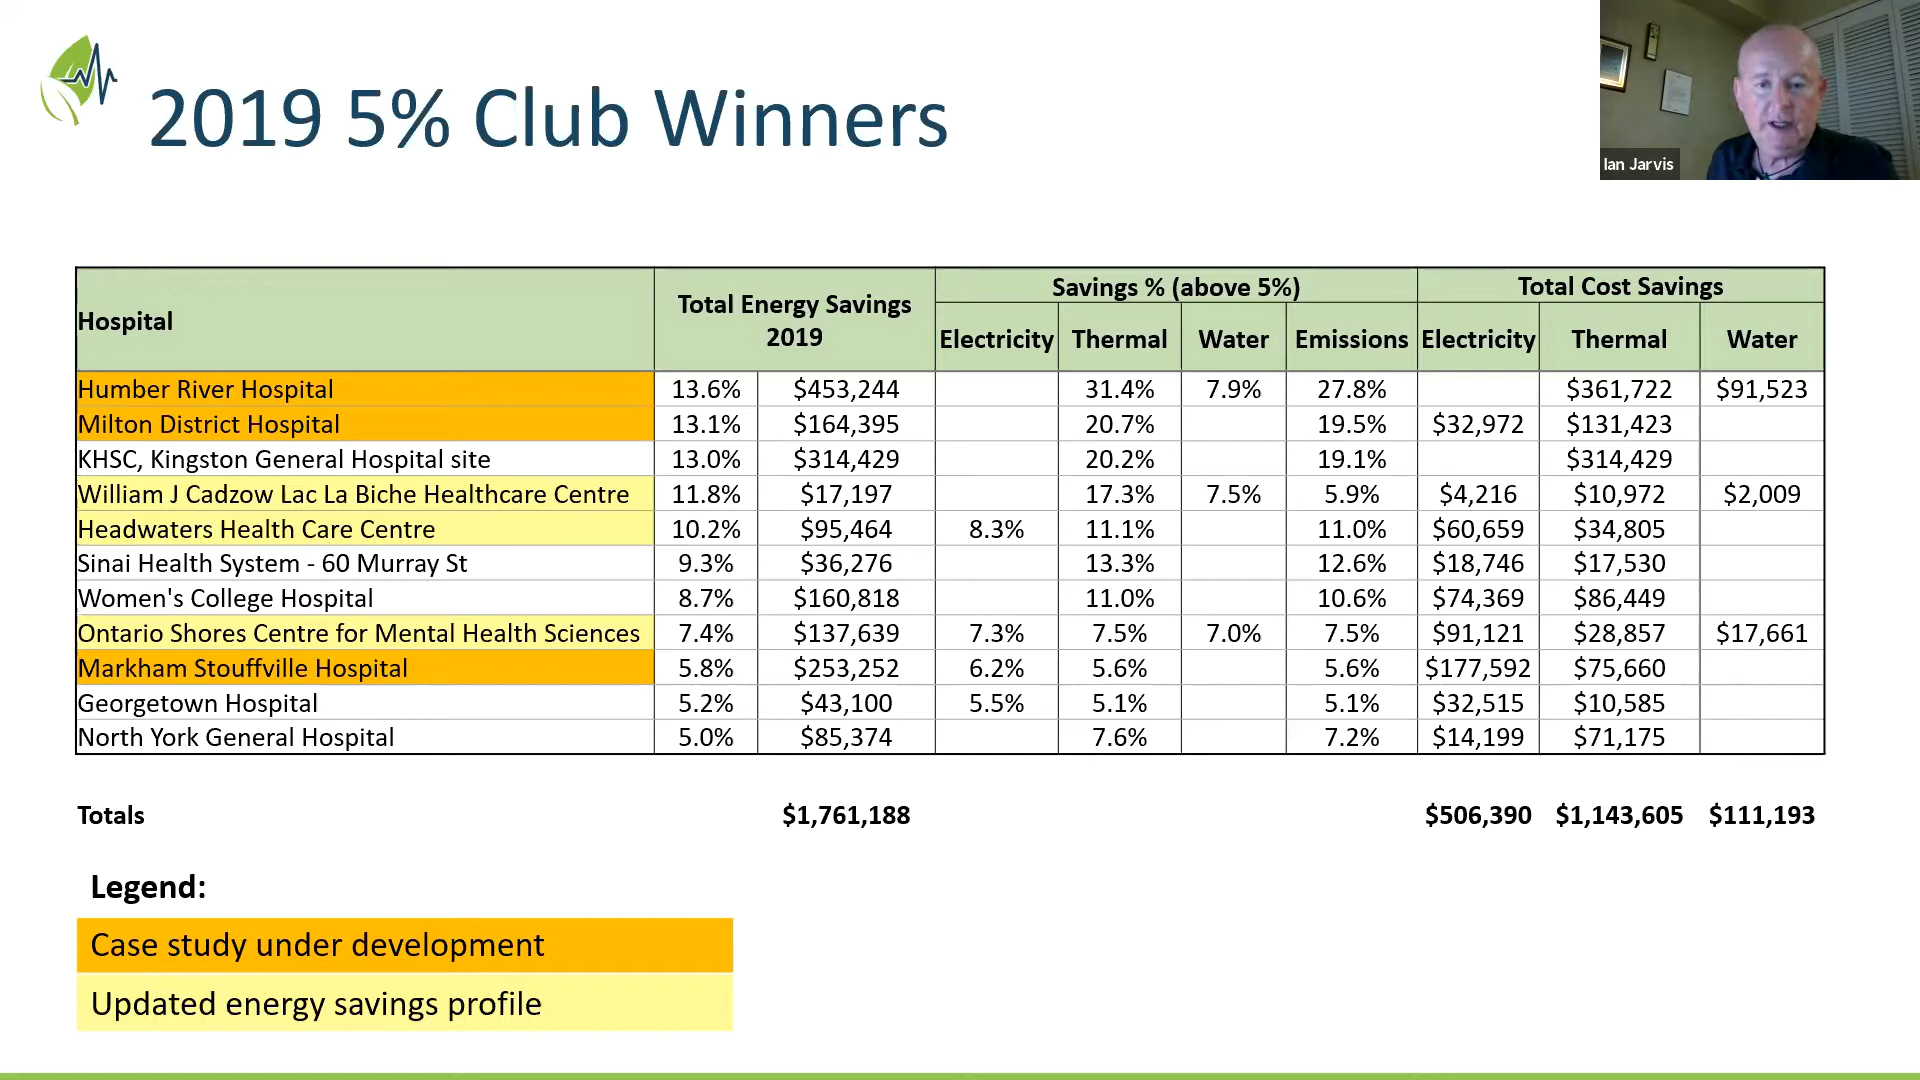 2019 5% Club Winners
Ian Jarvis
Hospital
Total Energy Savings
2019
Savings % (above 5%)
Total Cost Savings
Electricity Thermal Water Emissions Electricity Thermal Water
Humber River Hospital 13.6% $453,244 31.4% 7.9% 27.8% $361,722 $91,523
Milton District Hospital 13.1% $164,395 20.7% 19.5% $32,972 $131,423
KHSC, Kingston General Hospital site 13.0% $314,429 20.2% 19.1% $314,429
William J Cadzow Lac La Biche Healthcare Centre 11.8% $17,197 17.3% 7.5% 5.9% $4,216 $10,972 $2,009
Headwaters Health Care Centre 10.2% $95,464 8.3% 11.1% 11.0% $60,659 $34,805
Sinai Health System - 60 Murray St 9.3% $36,276 13.3% 12.6% $18,746 $17,530
Women's College Hospital 8.7% $160,818 11.0% 10.6% $74,369 $86,449
Ontario Shores Centre for Mental Health Sciences 7.4% $137,639 7.3% 7.5% 7.0% 7.5% $91,121 $28,857 $17,661
Markham Stouffville Hospital 5.8% $253,252 6.2% 5.6% 5.6% $177,592 $75,660
Georgetown Hospital 5.2% $43,100 5.5% 5.1% 5.1% $32,515 $10,585
North York General Hospital 5.0% $85,374 7.6% 7.2% $14,199 $71,175
Totals $1,761,188 $506,390 $1,143,605 $111,193
Legend:
Case study under development
Updated energy savings profile